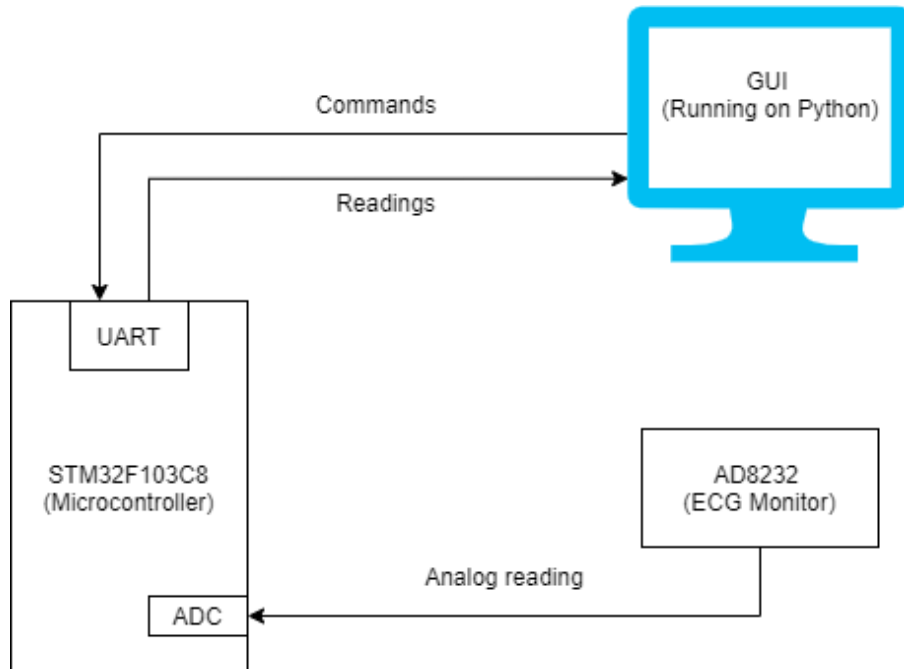 GUI
(Running on Python)
Commands
Readings
UART
STM32F103C8
(Microcontroller)
AD8232
(ECG Monitor)
Analog reading
ADC